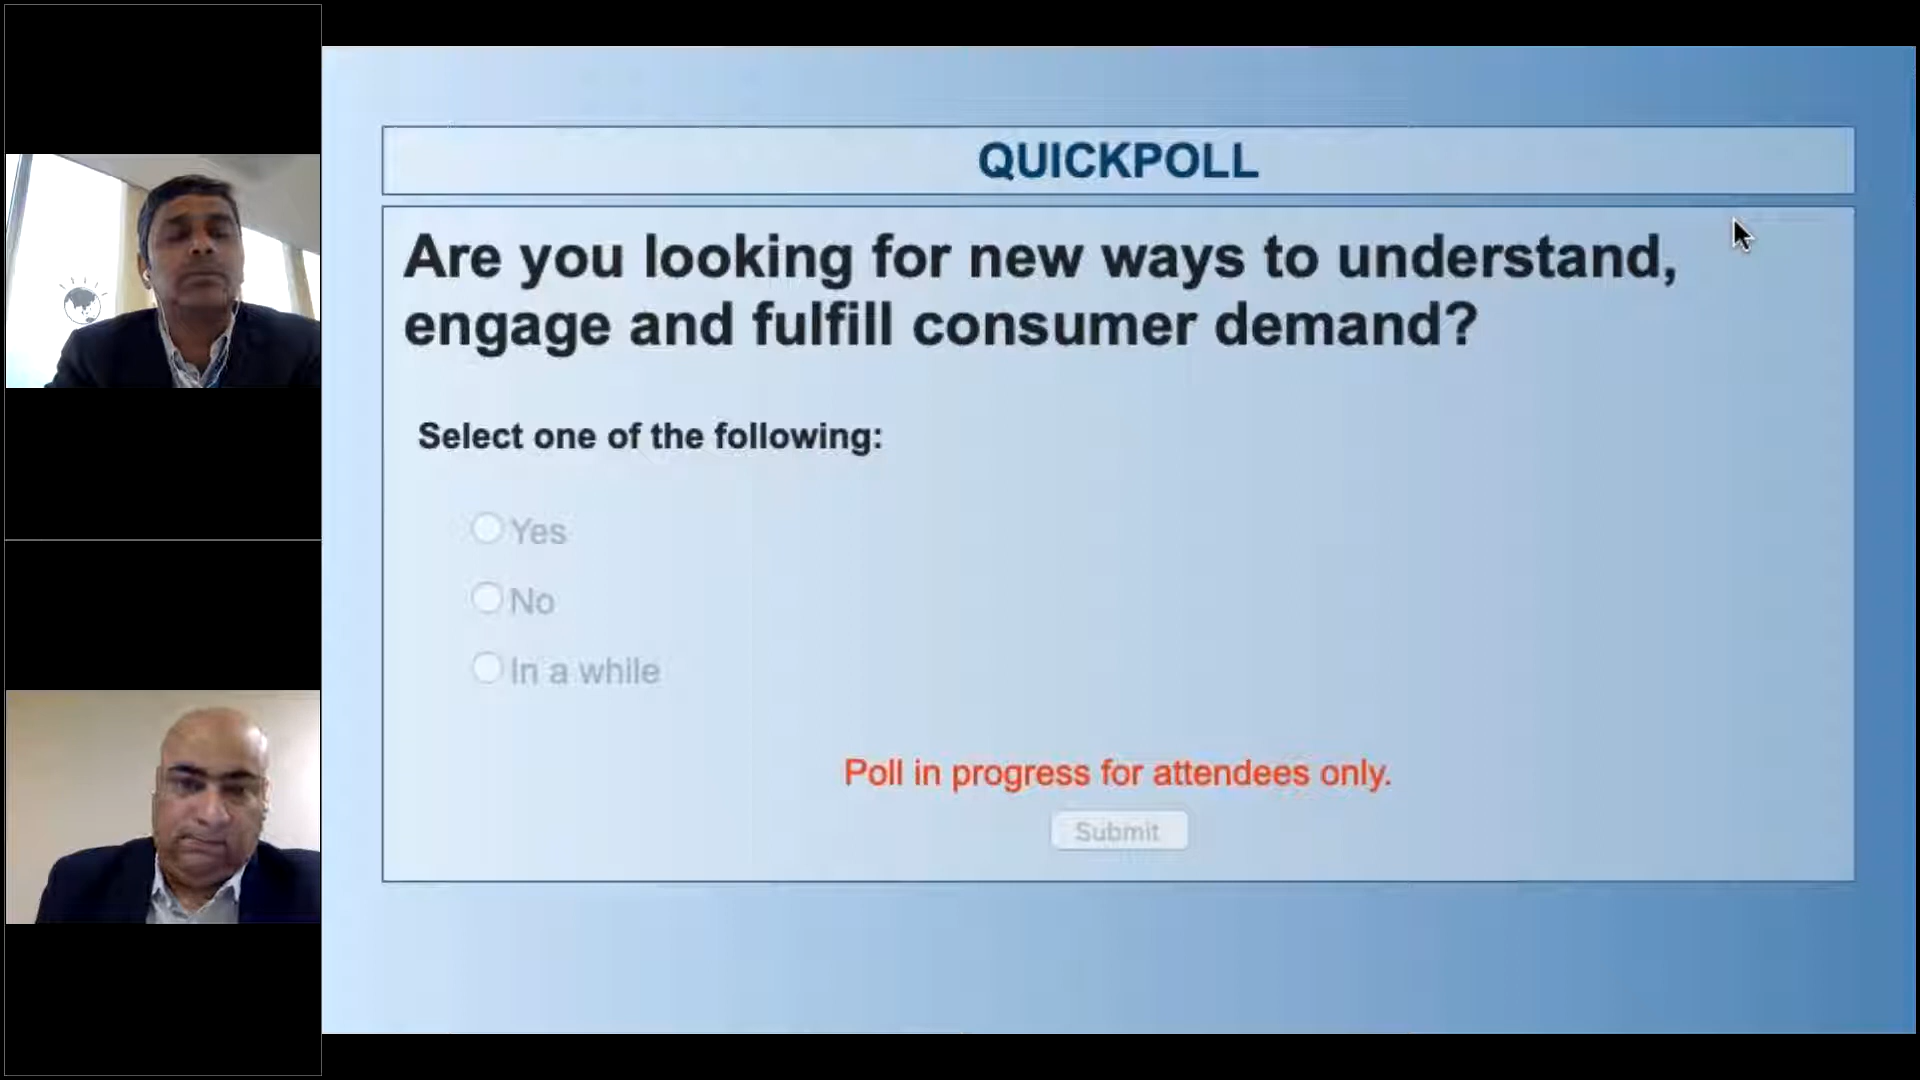 QUICKPOLL
Are you looking for new ways to understand,
engage and fulfill consumer demand?
Select one of the following:
Yes
No
In a while
Poll in progress for attendees only.
Submit